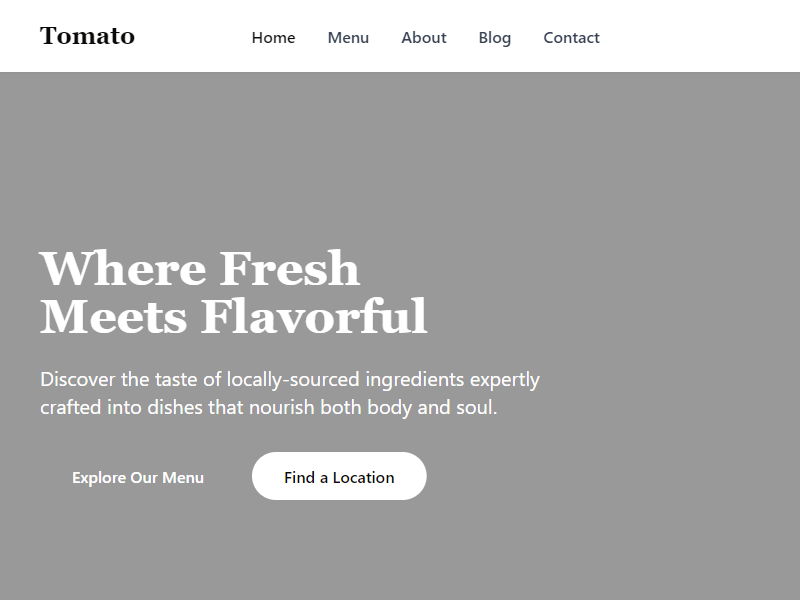 Tomato
Home Menu About Blog Contact
Where Fresh
Meets Flavorful
Discover the taste of locally-sourced ingredients expertly
crafted into dishes that nourish both body and soul.
Explore Our Menu Find a Location